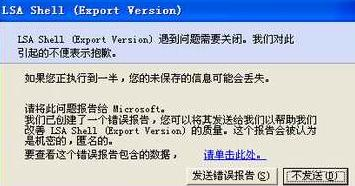 LSA Shell (Export Version)
LSA Shell (Export Version) 遇到问题需要关闭。我们对此
引起的不便表示抱歉。
如果您正执行到一半，您的未保存的信息可能会丢失。
请将此问题报告给 Microsoft。
我们已创建了一个错误报告，您可以将其发送给我们以帮助我们
改善 LSA Shell (Export Version) 的质量。这个报告会被认为
是机密的，匿名的。
要查看这个错误报告包含的数据， 请单击此处。
发送错误报告(S) 不发送(D)